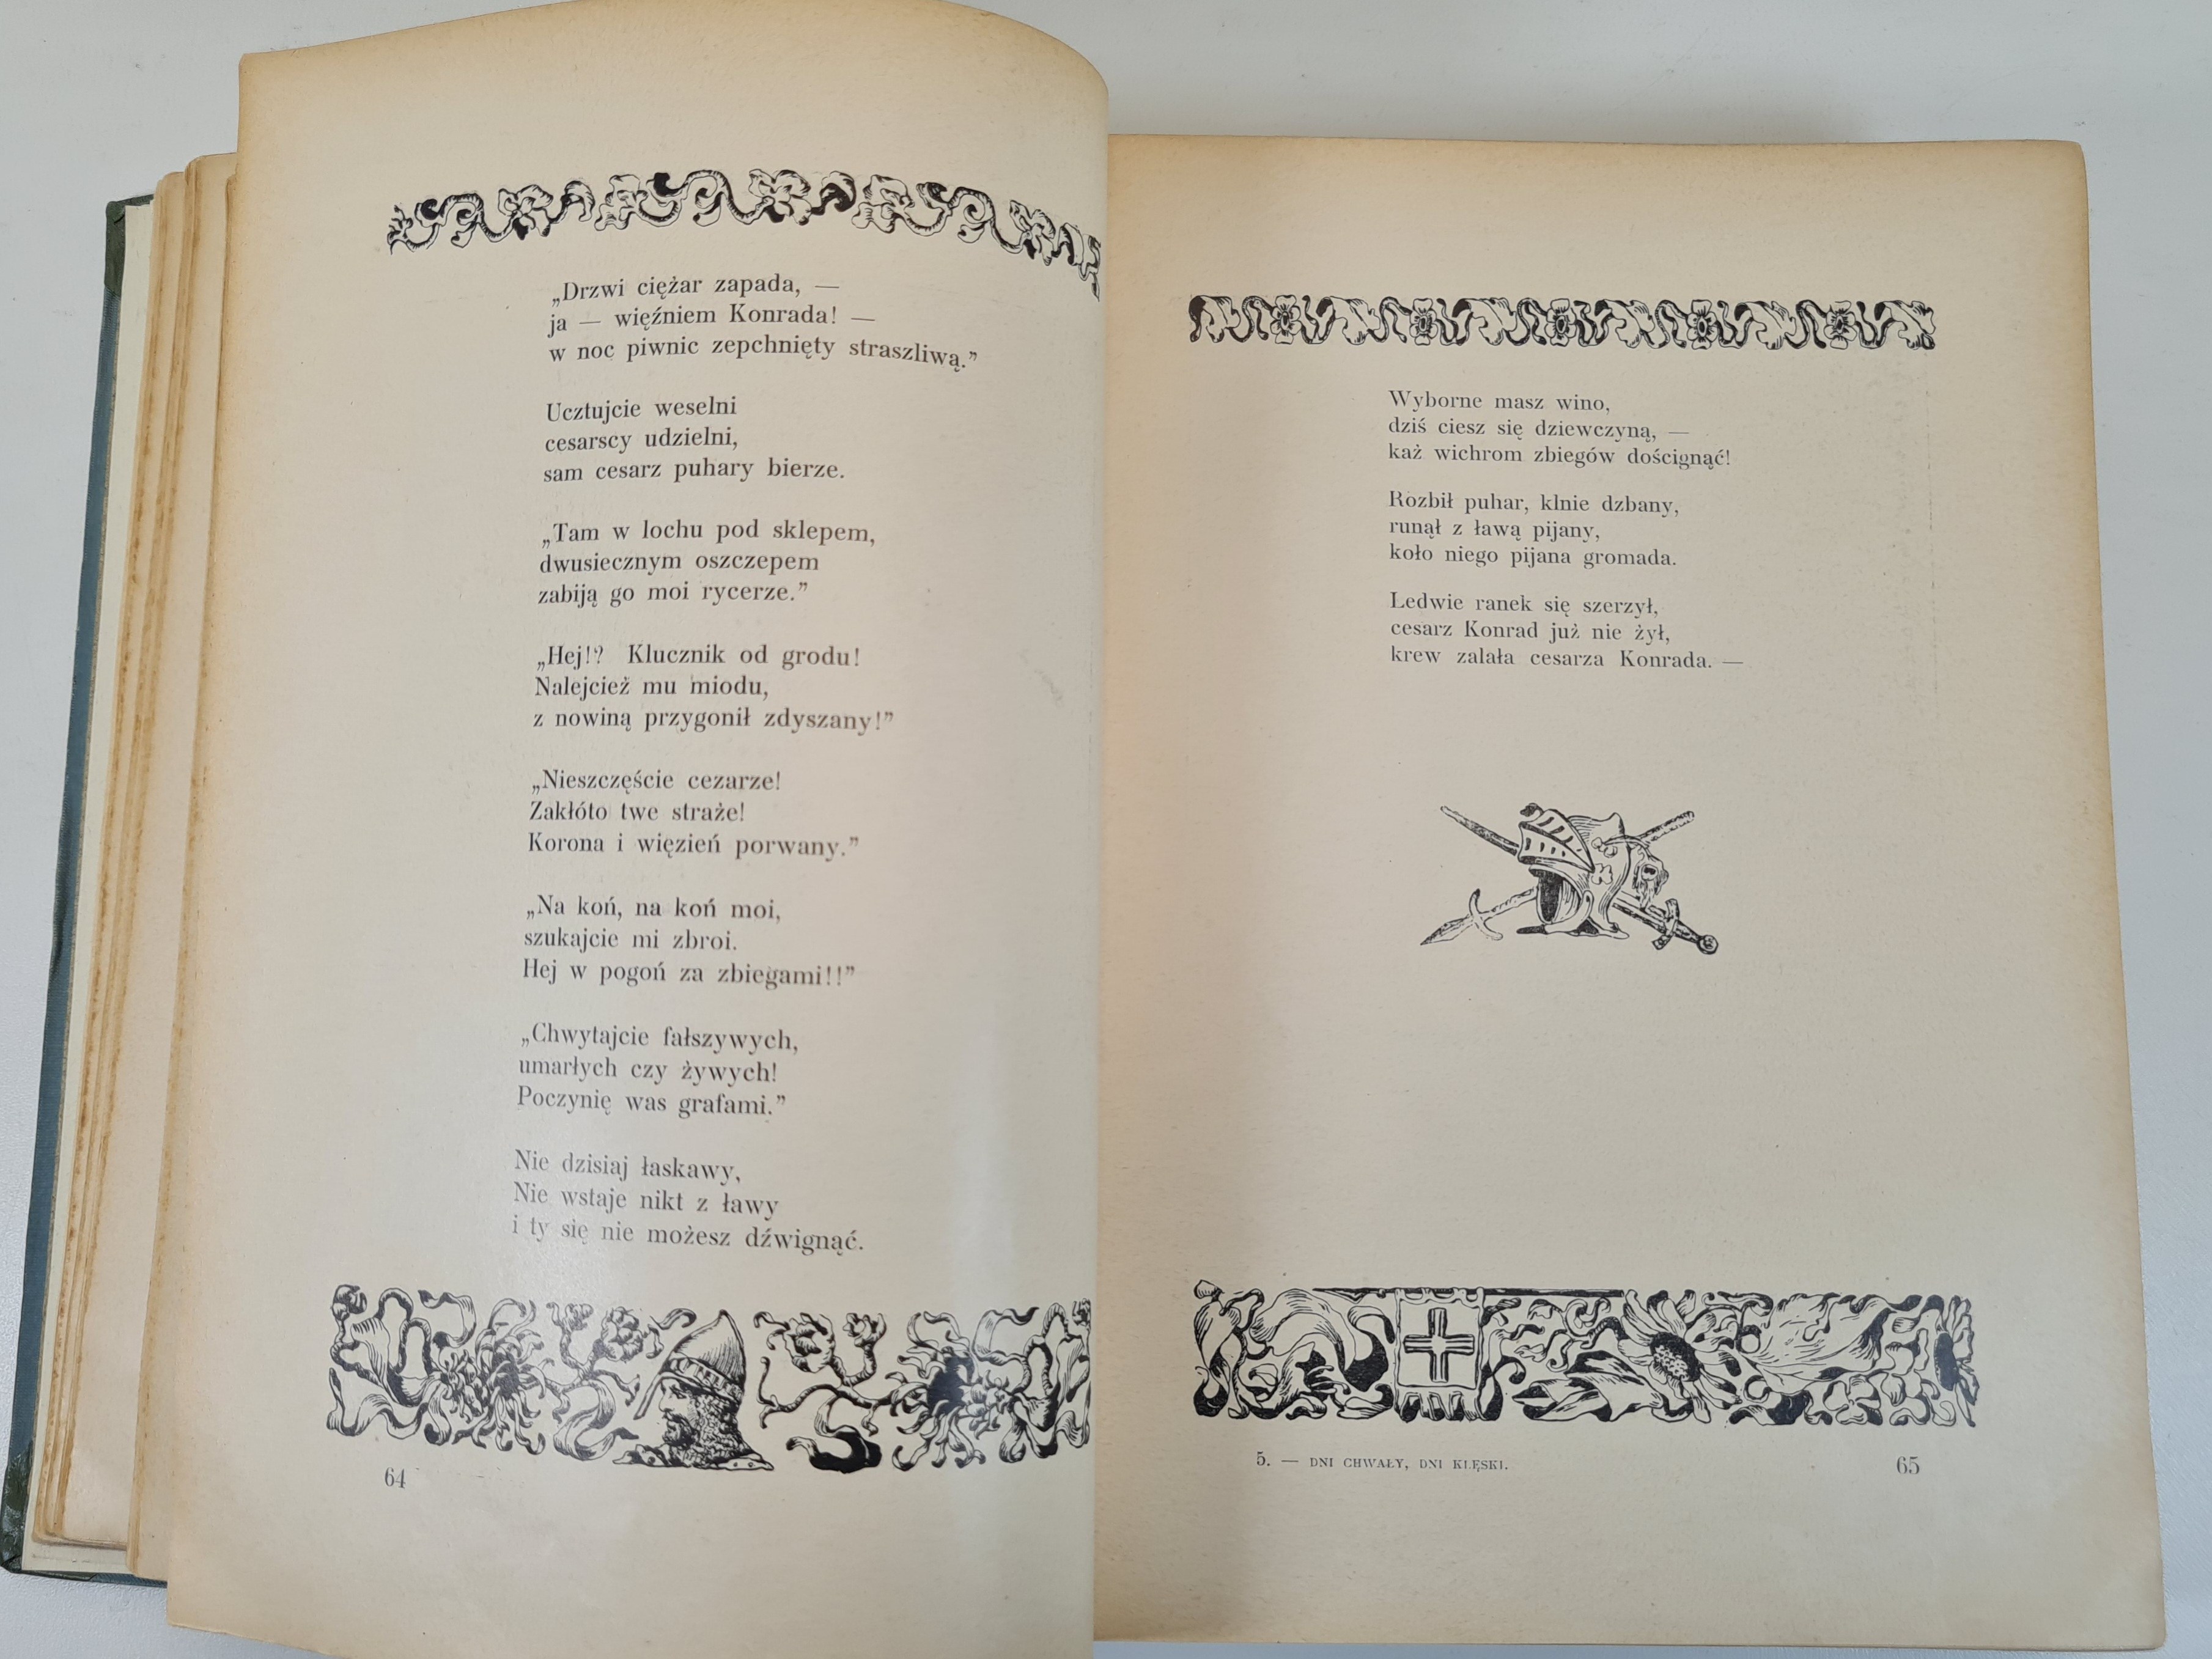 „Drzwi ciężar zapada, —
ja — więźniem Konrada! —
w noc piwnic zepchnięty straszliwą.”
Ucztujcie weselni
cesarscy udzielni,
sam cesarz puhary bierze.
„Tam w lochu pod sklepem,
dwusiecznym oszczepem
zabiją go moi rycerze.”
„Hej!? Klucznik od grodu!
Nalejcież mu miodu,
z nowiną przygonił zdyszany!”
„Nieszczęście cezarze!
Zakłóto twe straże!
Korona i więzień porwany.”
„Na koń, na koń moi,
szukajcie mi zbroi.
Hej w pogoń za zbiegami!!”
„Chwytajcie fałszywych,
umarłych czy żywych!
Poczynię was grafami.”
Nie dzisiaj łaskawy,
Nie wstaje nikt z ławy
i ty się nie możesz dźwignąć.
64
Wyborne masz wino,
dziś ciesz się dziewczyną, —
każ wichrom zbiegów doścignąć!
Rozbił puhar, klnie dzbany,
runął z ławą pijany,
koło niego pijana gromada.
Ledwie ranek się szerzył,
cesarz Konrad już nie żył,
krew zalała cesarza Konrada. —
5. — DNI CHWAŁY, DNI KLĘSKI.
65